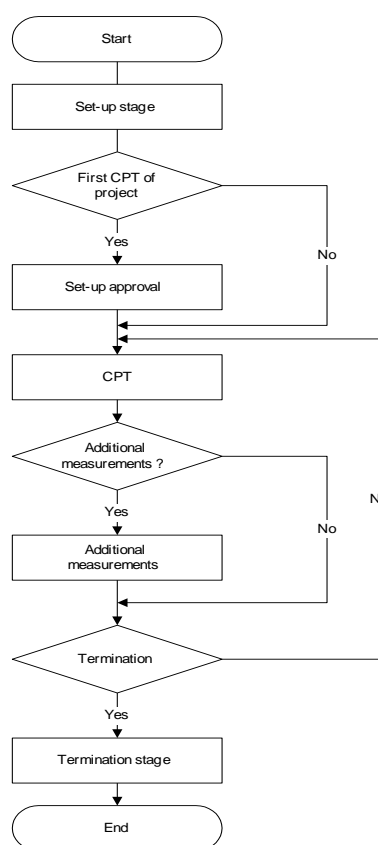 Start
Set-up stage
First CPT of
project
Yes
No
Set-up approval
CPT
Additional
measurements ?
Yes
No
Additional
measurements
Termination
Yes
Termination stage
End